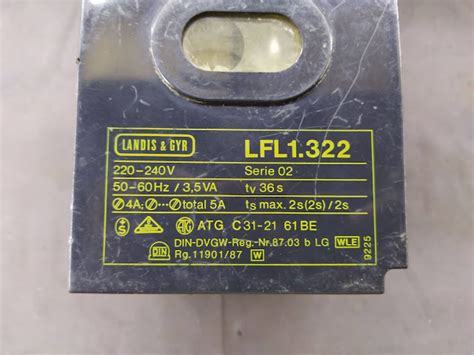 LANDIS & GYR
LFL1.322
220-240V
Serie 02
50-60Hz / 3,5VA
tv 36 s
4A; total 5A
ts max. 2s(2s) / 2s
ATG C31-21 61BE
DIN-DVGW-Reg.-Nr.87.03 b LG WLE
DIN Rg.11901/87 W
9225